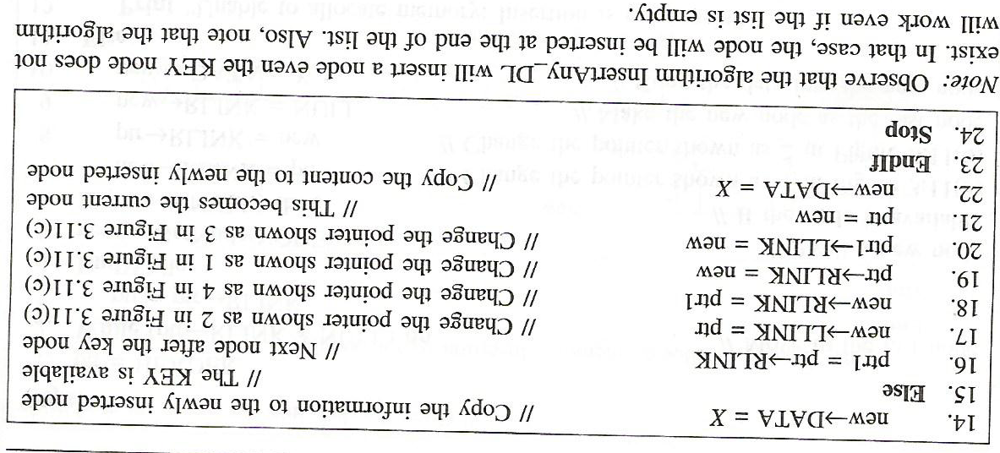 14. new→DATA = X // Copy the information to the newly inserted node
15. Else // The KEY is available
16. ptr1 = ptr→RLINK // Next node after the key node
17. new→LLINK = ptr // Change the pointer shown as 2 in Figure 3.11(c)
18. new→RLINK = ptr1 // Change the pointer shown as 4 in Figure 3.11(c)
19. ptr→RLINK = new // Change the pointer shown as 1 in Figure 3.11(c)
20. ptr1→LLINK = new // Change the pointer shown as 3 in Figure 3.11(c)
21. ptr = new // This becomes the current node
22. new→DATA = X // Copy the content to the newly inserted node
23. EndIf
24. Stop
Note: Observe that the algorithm InsertAny_DL will insert a node even the KEY node does not
exist. In that case, the node will be inserted at the end of the list. Also, note that the algorithm
will work even if the list is empty.